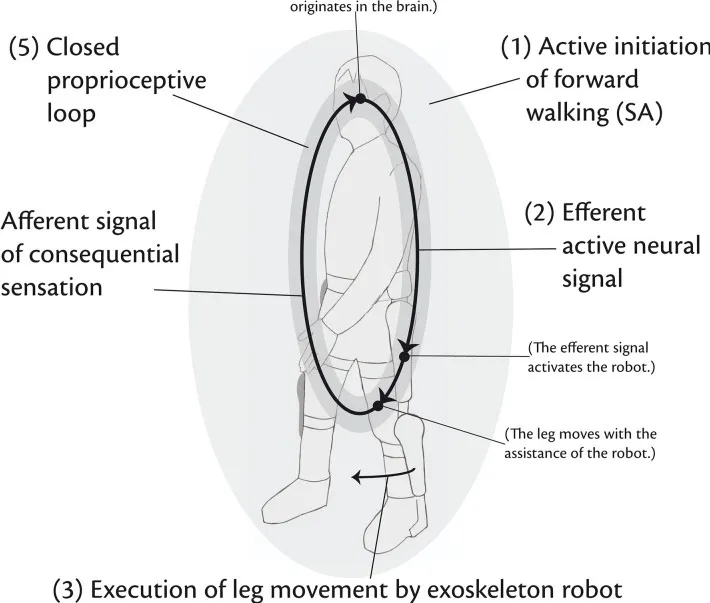 originates in the brain.)
(5) Closed
proprioceptive
loop
(1) Active initiation
of forward
walking (SA)
Afferent signal
of consequential
sensation
(2) Efferent
active neural
signal
(The efferent signal
activates the robot.)
(The leg moves with the
assistance of the robot.)
(3) Execution of leg movement by exoskeleton robot